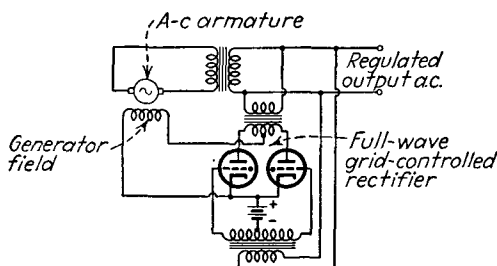 A-c armature
Regulated
output a.c.
Generator
field
Full-wave
grid-controlled
rectifier
+
-